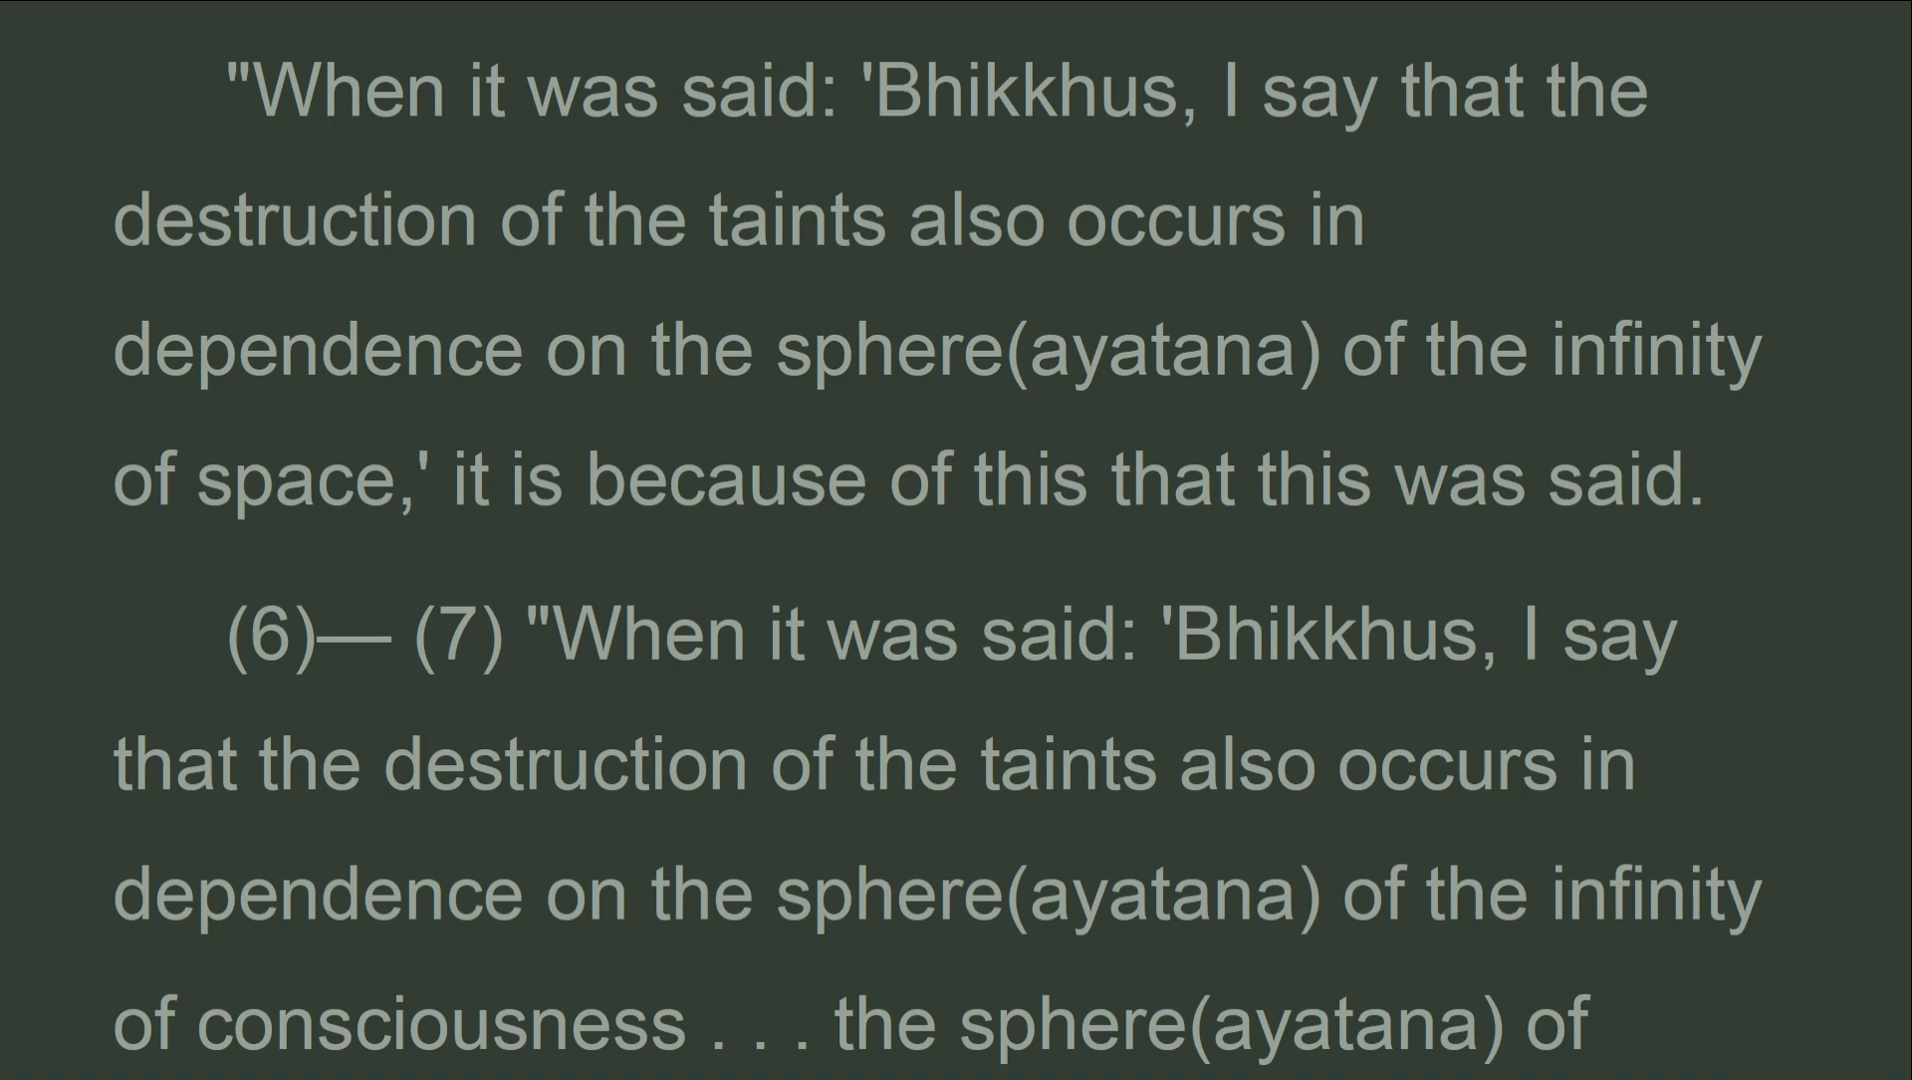 "When it was said: 'Bhikkhus, I say that the
destruction of the taints also occurs in
dependence on the sphere(ayatana) of the infinity
of space,' it is because of this that this was said.
(6)— (7) "When it was said: 'Bhikkhus, I say
that the destruction of the taints also occurs in
dependence on the sphere(ayatana) of the infinity
of consciousness . . . the sphere(ayatana) of